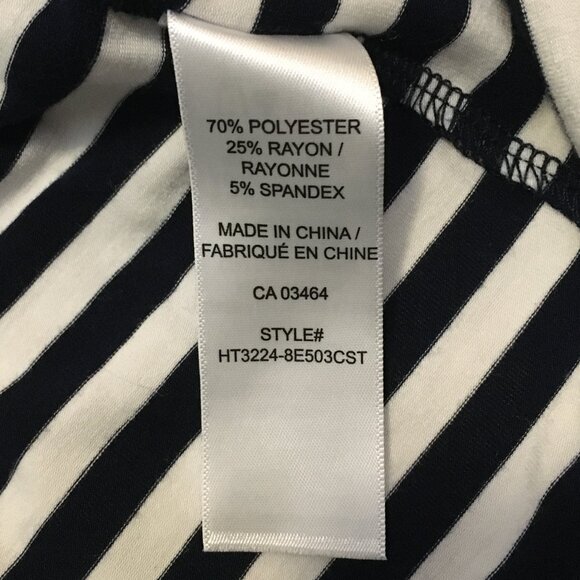 70% POLYESTER
25% RAYON /
RAYONNE
5% SPANDEX
MADE IN CHINA /
FABRIQUÉ EN CHINE
CA 03464
STYLE#
HT3224-8E503CST